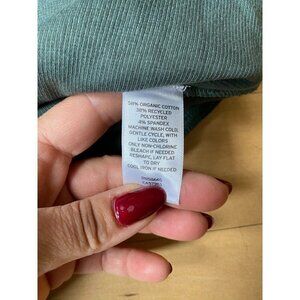 58% ORGANIC COTTON
38% RECYCLED
POLYESTER
4% SPANDEX
MACHINE WASH COLD,
GENTLE CYCLE, WITH
LIKE COLORS
ONLY NON-CHLORINE
BLEACH IF NEEDED
RESHAPE, LAY FLAT
TO DRY
COOL IRON IF NEEDED